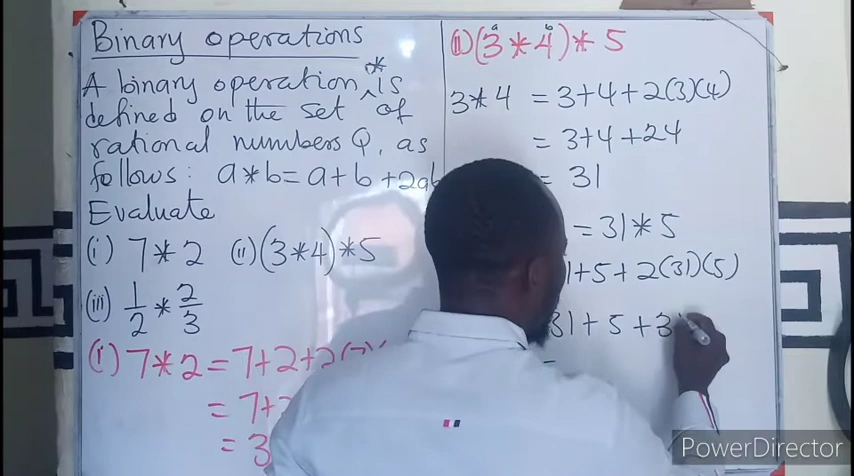 Binary operations
A binary operation * is
defined on the set of
rational numbers Q, as
follows: a * b = a + b + 2ab
Evaluate
(i) 7 * 2 (ii) (3 * 4) * 5
(iii) 1/2 * 2/3
(i) 7 * 2 = 7 + 2 + 2
= 7 +
= 3
a b
(ii) (3 * 4) * 5
3 * 4 = 3 + 4 + 2(3)(4)
= 3 + 4 + 24
= 31
= 31 * 5
1 + 5 + 2(31)(5)
31 + 5 + 3
=
PowerDirector